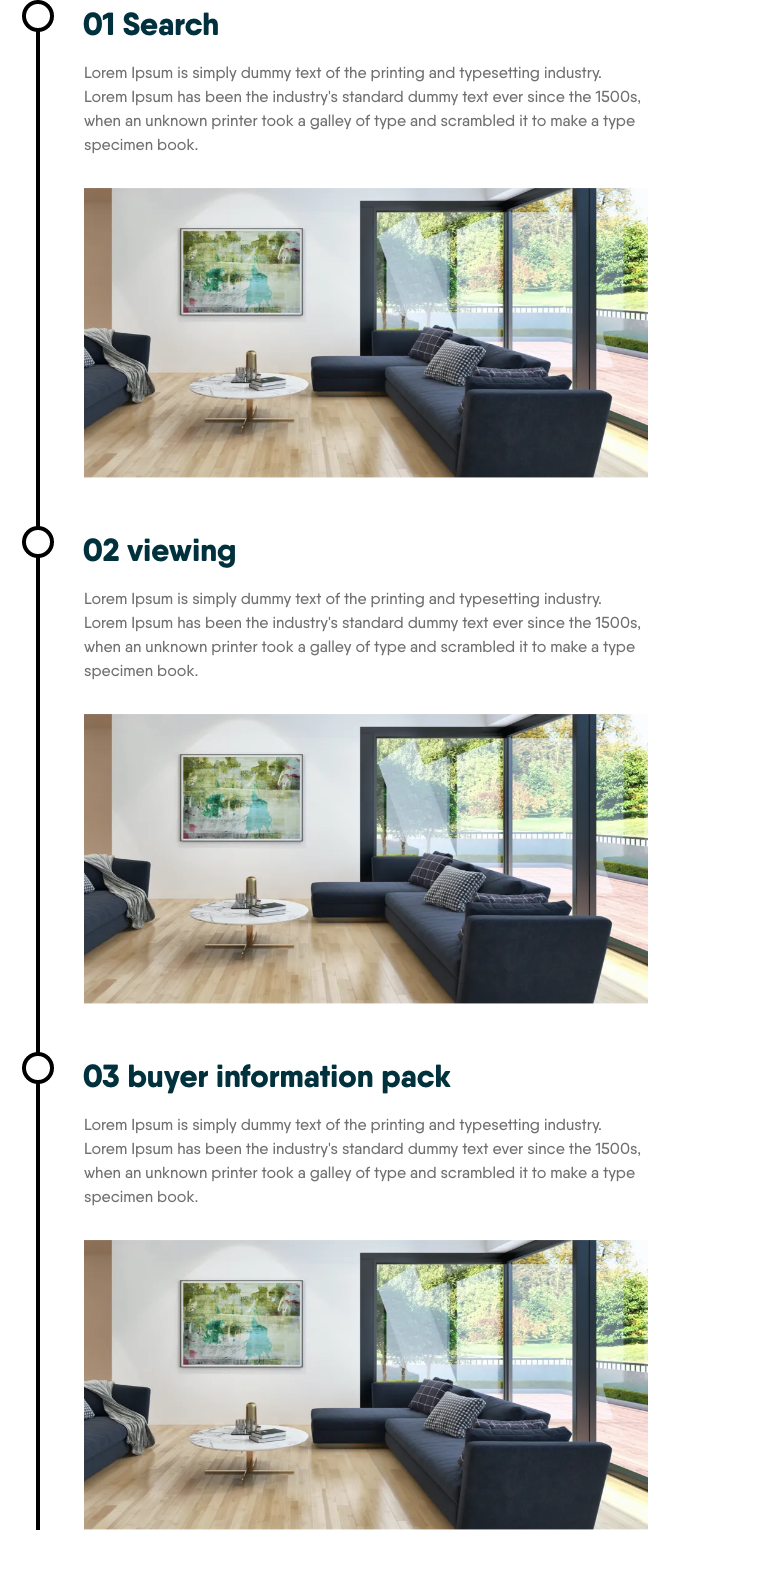 01 Search
Lorem Ipsum is simply dummy text of the printing and typesetting industry.
Lorem Ipsum has been the industry's standard dummy text ever since the 1500s,
when an unknown printer took a galley of type and scrambled it to make a type
specimen book.
02 viewing
Lorem Ipsum is simply dummy text of the printing and typesetting industry.
Lorem Ipsum has been the industry's standard dummy text ever since the 1500s,
when an unknown printer took a galley of type and scrambled it to make a type
specimen book.
03 buyer information pack
Lorem Ipsum is simply dummy text of the printing and typesetting industry.
Lorem Ipsum has been the industry's standard dummy text ever since the 1500s,
when an unknown printer took a galley of type and scrambled it to make a type
specimen book.